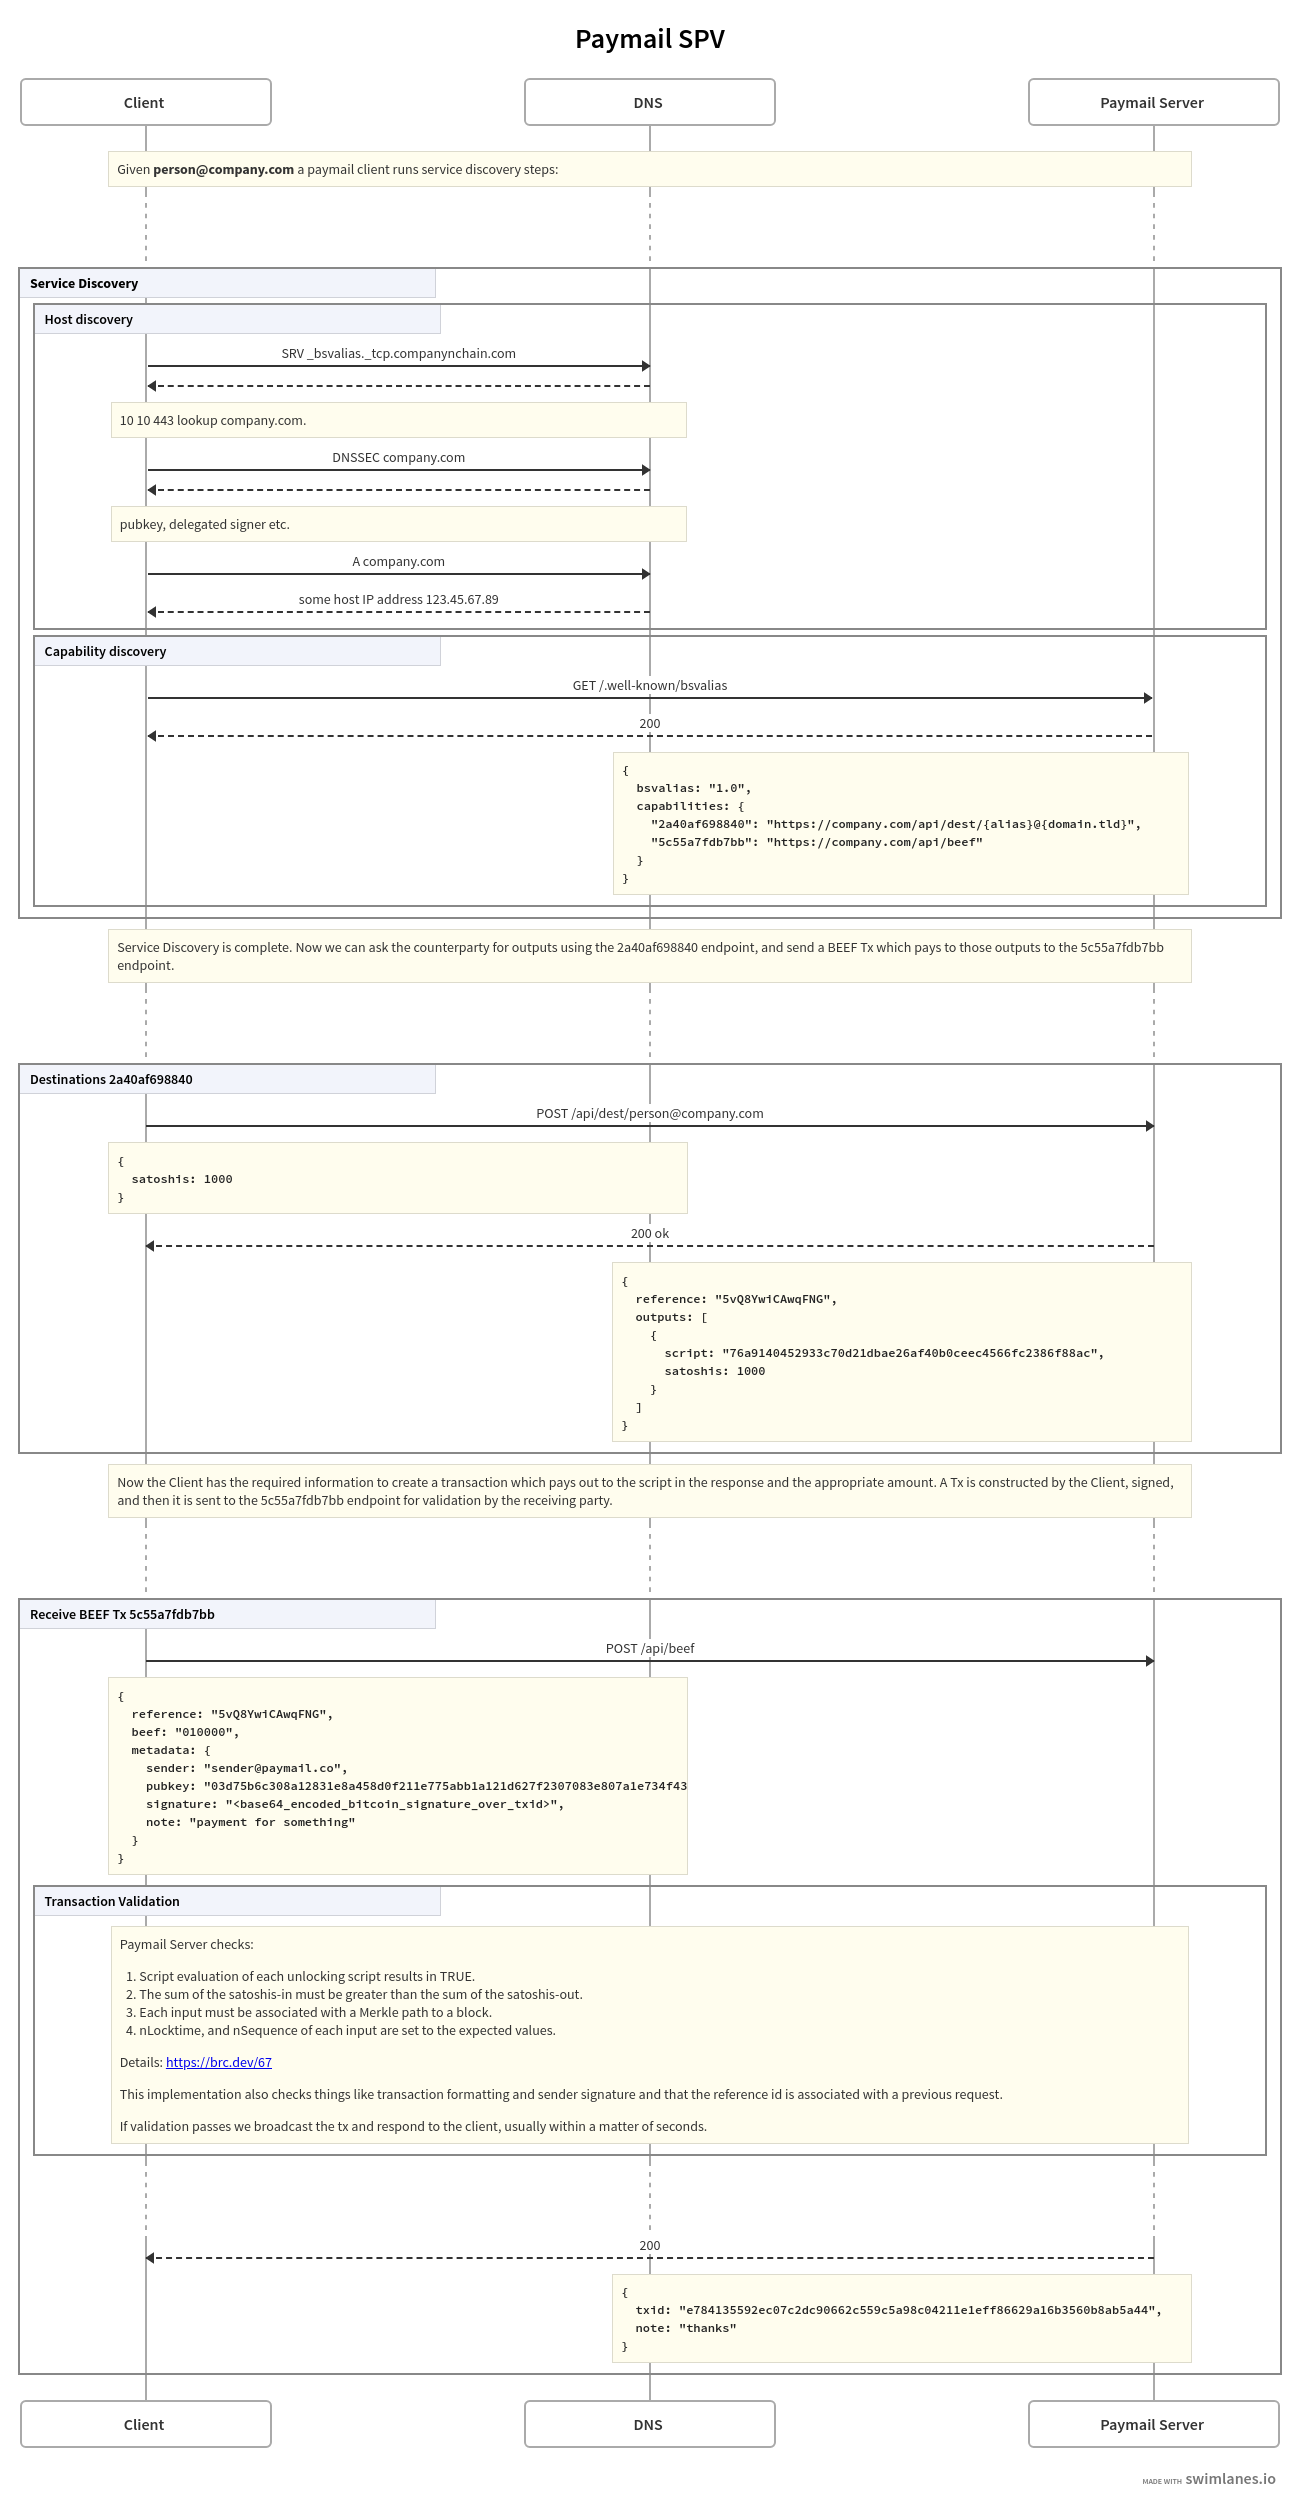 Paymail SPV
Client
DNS
Paymail Server
Given person@company.com a paymail client runs service discovery steps:
Service Discovery
Host discovery
SRV _bsvalias._tcp.companynchain.com
10 10 443 lookup company.com.
DNSSEC company.com
pubkey, delegated signer etc.
A company.com
some host IP address 123.45.67.89
Capability discovery
GET /.well-known/bsvalias
200
{
bsvalias: "1.0",
capabilities: {
"2a40af698840": "https://company.com/api/dest/{alias}@{domain.tld}",
"5c55a7fdb7bb": "https://company.com/api/beef"
}
}
Service Discovery is complete. Now we can ask the counterparty for outputs using the 2a40af698840 endpoint, and send a BEEF Tx which pays to those outputs to the 5c55a7fdb7bb
endpoint.
Destinations 2a40af698840
POST /api/dest/person@company.com
{
satoshis: 1000
}
200 ok
{
reference: "5vQ8YwiCAwqFNG",
outputs: [
{
script: "76a9140452933c70d21dbae26af40b0ceec4566fc2386f88ac",
satoshis: 1000
}
]
}
Now the Client has the required information to create a transaction which pays out to the script in the response and the appropriate amount. A Tx is constructed by the Client, signed,
and then it is sent to the 5c55a7fdb7bb endpoint for validation by the receiving party.
Receive BEEF Tx 5c55a7fdb7bb
POST /api/beef
{
reference: "5vQ8YwiCAwqFNG",
beef: "010000",
metadata: {
sender: "sender@paymail.co",
pubkey: "03d75b6c308a12831e8a458d0f211e775abb1a121d627f2307083e807a1e734f43
signature: "<base64_encoded_bitcoin_signature_over_txid>",
note: "payment for something"
}
}
Transaction Validation
Paymail Server checks:
1. Script evaluation of each unlocking script results in TRUE.
2. The sum of the satoshis-in must be greater than the sum of the satoshis-out.
3. Each input must be associated with a Merkle path to a block.
4. nLocktime, and nSequence of each input are set to the expected values.
Details: https://brc.dev/67
This implementation also checks things like transaction formatting and sender signature and that the reference id is associated with a previous request.
If validation passes we broadcast the tx and respond to the client, usually within a matter of seconds.
200
{
txid: "e784135592ec07c2dc90662c559c5a98c04211e1eff86629a16b3560b8ab5a44",
note: "thanks"
}
Client
DNS
Paymail Server
MADE WITH swimlanes.io